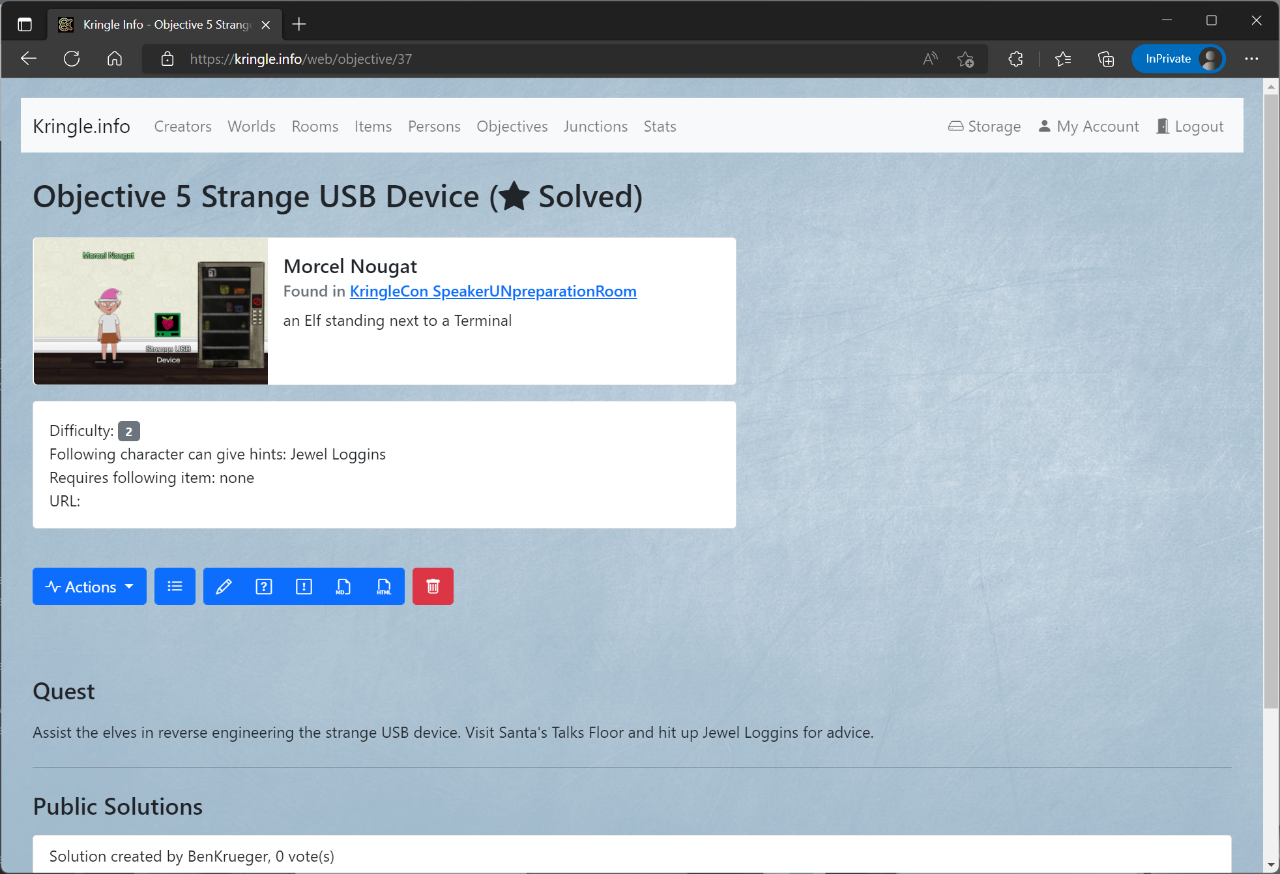 Kringle Info - Objective 5 Strang
https://kringle.info/web/objective/37
InPrivate
Kringle.info Creators Worlds Rooms Items Persons Objectives Junctions Stats Storage My Account Logout
Objective 5 Strange USB Device (★ Solved)
Morcel Nougat
Strange USB
Device
Morcel Nougat
Found in KringleCon SpeakerUNpreparationRoom
an Elf standing next to a Terminal
Difficulty: 2
Following character can give hints: Jewel Loggins
Requires following item: none
URL:
Actions
MD
HTML
Quest
Assist the elves in reverse engineering the strange USB device. Visit Santa's Talks Floor and hit up Jewel Loggins for advice.
Public Solutions
Solution created by BenKrueger, 0 vote(s)